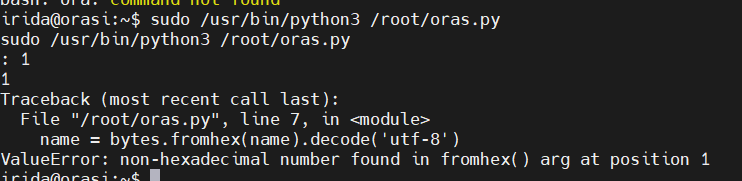 bash: ora: command not found
irida@orasi:~$ sudo /usr/bin/python3 /root/oras.py
sudo /usr/bin/python3 /root/oras.py
: 1
1
Traceback (most recent call last):
  File "/root/oras.py", line 7, in <module>
    name = bytes.fromhex(name).decode('utf-8')
ValueError: non-hexadecimal number found in fromhex() arg at position 1
irida@orasi:~$